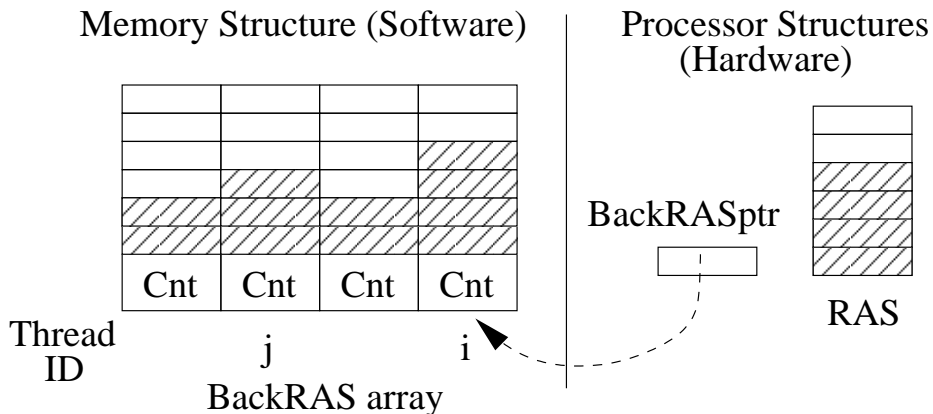 Memory Structure (Software)
Processor Structures
(Hardware)
BackRASptr
Cnt Cnt Cnt Cnt
RAS
Thread
ID
j
i
BackRAS array